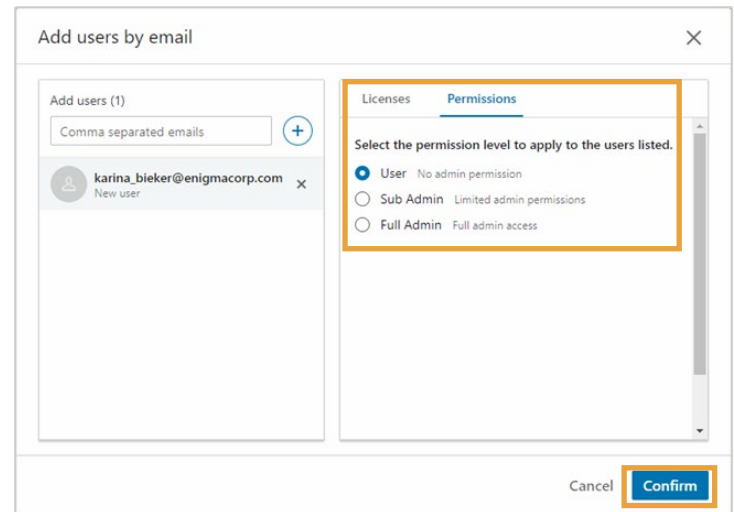 Add users by email
Add users (1)
Comma separated emails
karina_bieker@enigmacorp.com
New user
Licenses Permissions
Select the permission level to apply to the users listed.
User No admin permission
Sub Admin Limited admin permissions
Full Admin Full admin access
Cancel Confirm